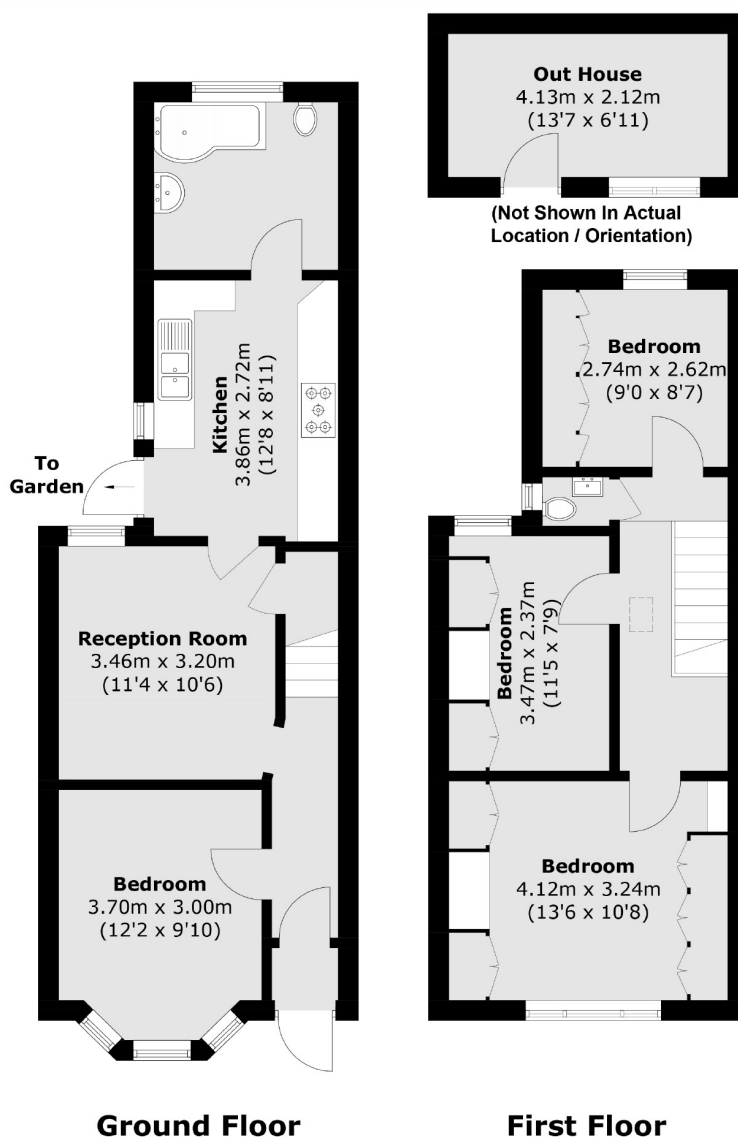 Out House
4.13m x 2.12m
(13'7 x 6'11)
(Not Shown In Actual
Location / Orientation)
Kitchen
3.86m x 2.72m
(12'8 x 8'11)
To
Garden
Reception Room
3.46m x 3.20m
(11'4 x 10'6)
Bedroom
3.70m x 3.00m
(12'2 x 9'10)
Bedroom
2.74m x 2.62m
(9'0 x 8'7)
Bedroom
3.47m x 2.37m
(11'5 x 7'9)
Bedroom
4.12m x 3.24m
(13'6 x 10'8)
Ground Floor
First Floor